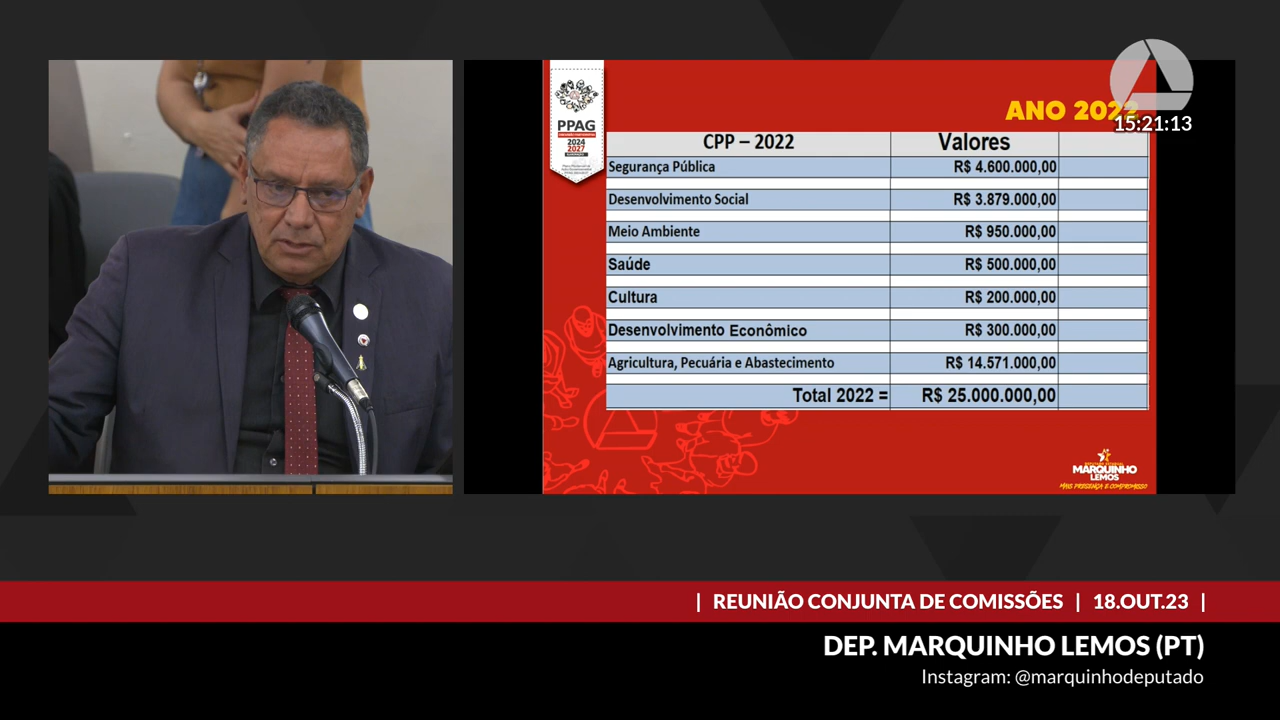 PPAG
2024
2027
ANO 2022
15:21:13
CPP – 2022 Valores
Segurança Pública R$ 4.600.000,00
Desenvolvimento Social R$ 3.879.000,00
Meio Ambiente R$ 950.000,00
Saúde R$ 500.000,00
Cultura R$ 200.000,00
Desenvolvimento Econômico R$ 300.000,00
Agricultura, Pecuária e Abastecimento R$ 14.571.000,00
Total 2022 = R$ 25.000.000,00
MARQUINHO
LEMOS
MAIS PRESENÇA E COMPROMISSO
| REUNIÃO CONJUNTA DE COMISSÕES | 18.OUT.23 |
DEP. MARQUINHO LEMOS (PT)
Instagram: @marquinhodeputado